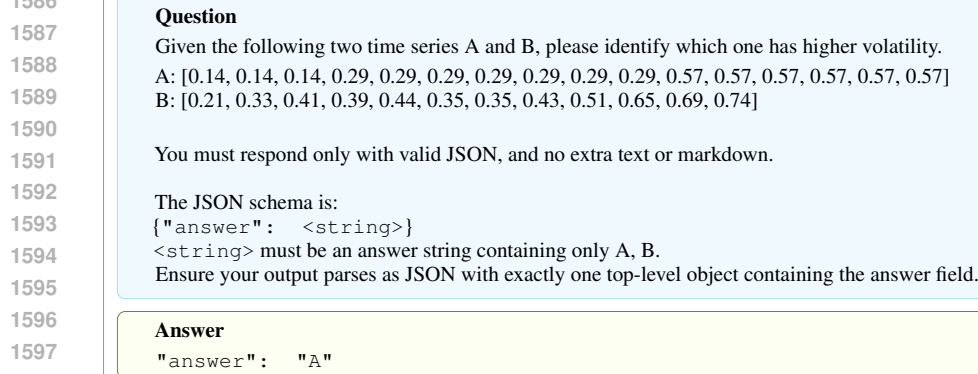 1586
Question
1587
Given the following two time series A and B, please identify which one has higher volatility.
1588
A: [0.14, 0.14, 0.14, 0.29, 0.29, 0.29, 0.29, 0.29, 0.29, 0.29, 0.57, 0.57, 0.57, 0.57, 0.57, 0.57]
1589
B: [0.21, 0.33, 0.41, 0.39, 0.44, 0.35, 0.35, 0.43, 0.51, 0.65, 0.69, 0.74]
1590
1591
You must respond only with valid JSON, and no extra text or markdown.
1592
1593
The JSON schema is:
{"answer": <string>}
1594
<string> must be an answer string containing only A, B.
1595
Ensure your output parses as JSON with exactly one top-level object containing the answer field.
1596
Answer
1597
"answer": "A"